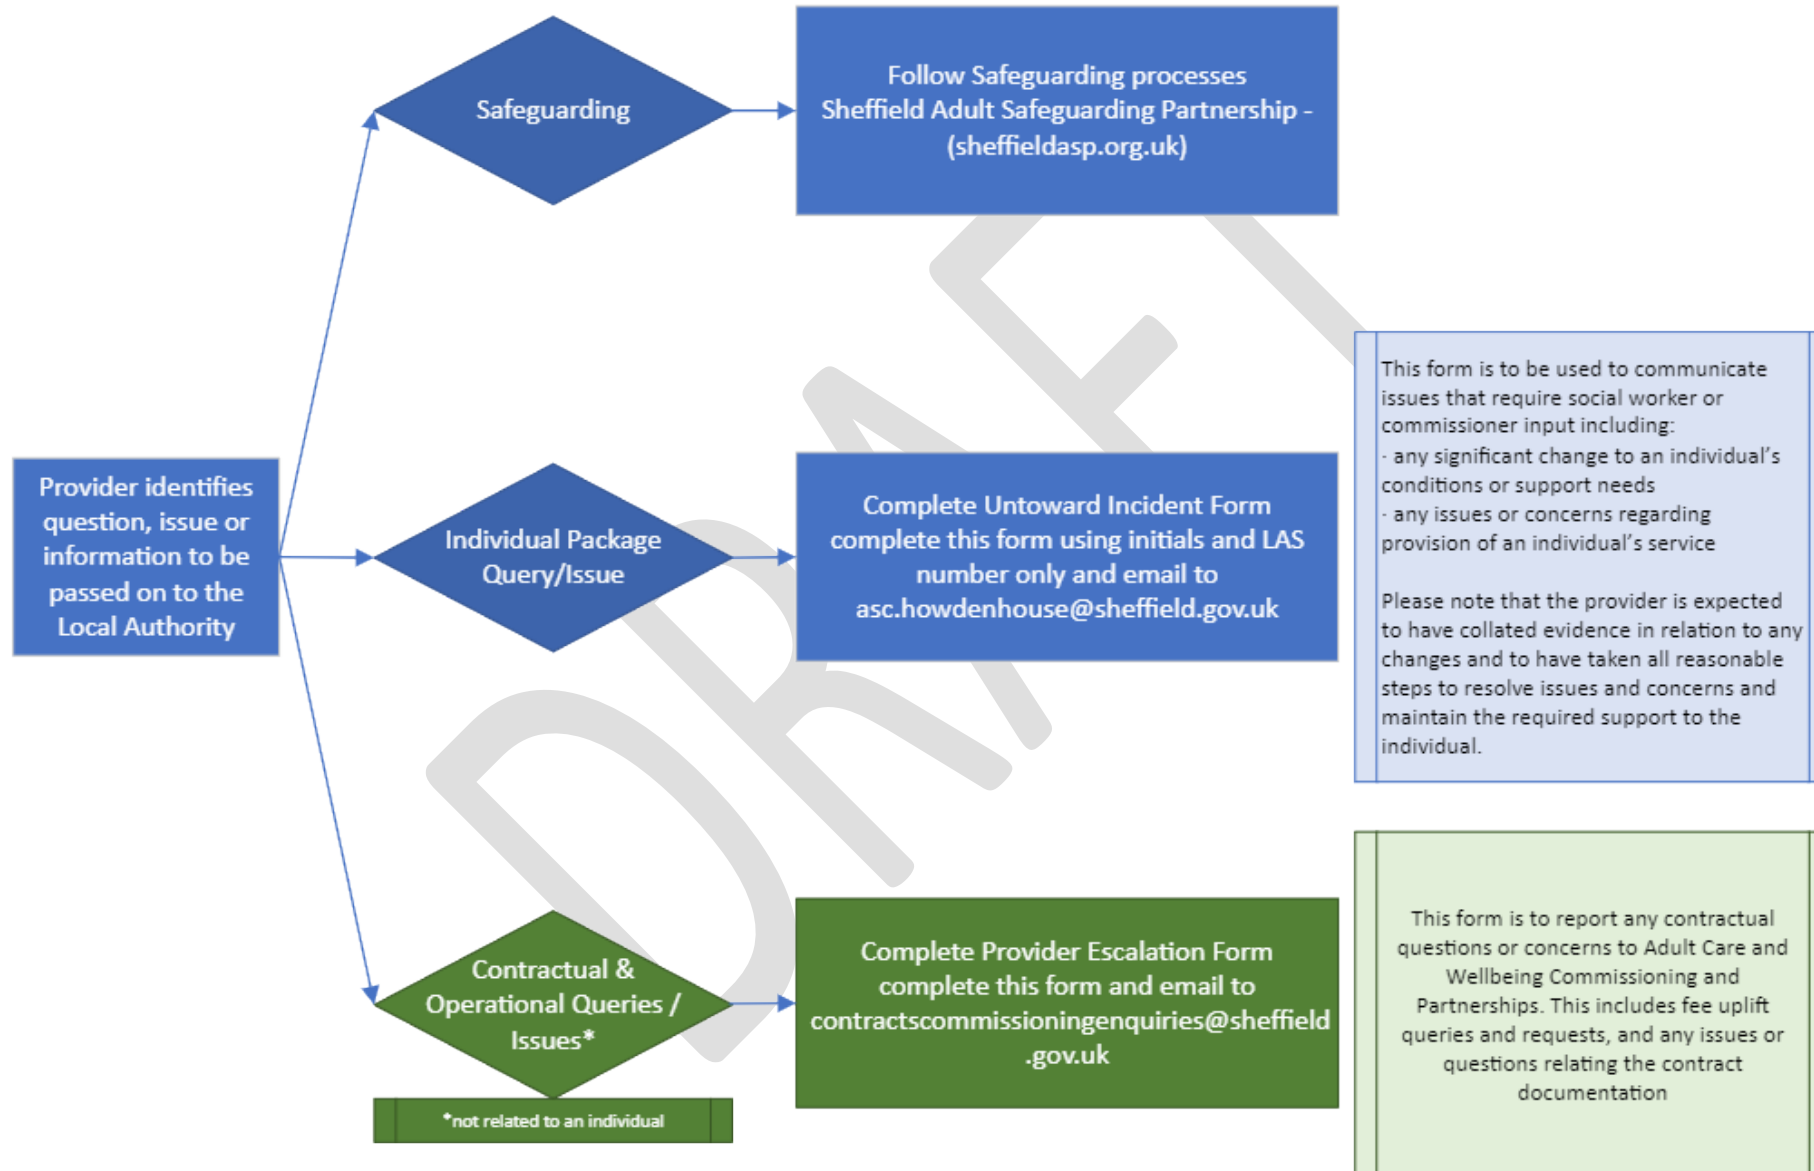 Safeguarding
Follow Safeguarding processes
Sheffield Adult Safeguarding Partnership -
(sheffieldasp.org.uk)
Provider identifies
question, issue or
information to be
passed on to the
Local Authority
Individual Package
Query/Issue
Complete Untoward Incident Form
complete this form using initials and LAS
number only and email to
asc.howdenhouse@sheffield.gov.uk
This form is to be used to communicate
issues that require social worker or
commissioner input including:
· any significant change to an individual’s
conditions or support needs
· any issues or concerns regarding
provision of an individual’s service
Please note that the provider is expected
to have collated evidence in relation to any
changes and to have taken all reasonable
steps to resolve issues and concerns and
maintain the required support to the
individual.
Contractual &
Operational Queries /
Issues*
*not related to an individual
Complete Provider Escalation Form
complete this form and email to
contractscommissioningenquiries@sheffield
.gov.uk
This form is to report any contractual
questions or concerns to Adult Care and
Wellbeing Commissioning and
Partnerships. This includes fee uplift
queries and requests, and any issues or
questions relating the contract
documentation
DRAFT